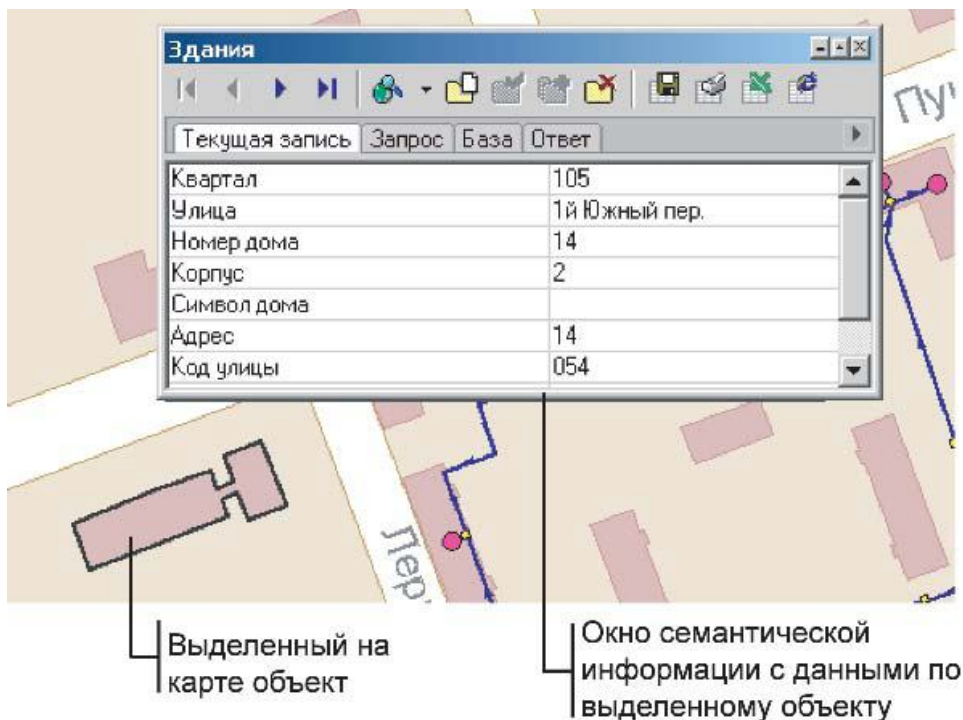 Здания
Текущая запись Запрос База Ответ
Квартал 105
Улица 1й Южный пер.
Номер дома 14
Корпус 2
Символ дома
Адрес 14
Код улицы 054
Выделенный на
карте объект
Окно семантической
информации с данными по
выделенному объекту